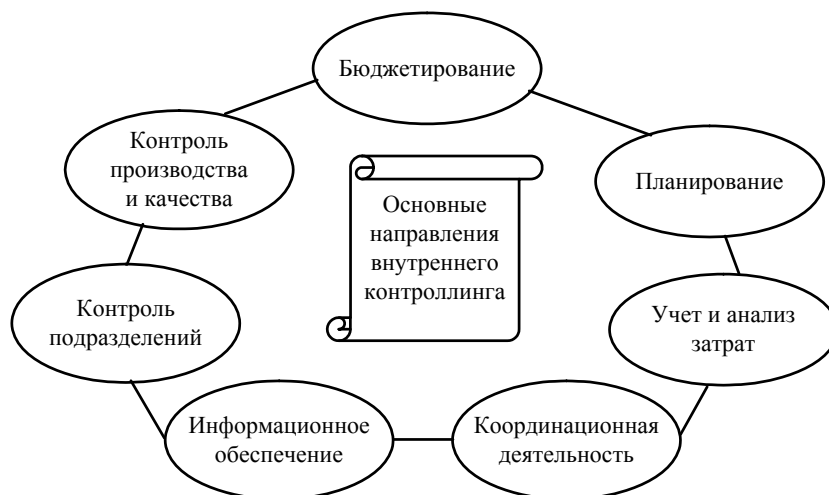 Бюджетирование
Контроль
производства
и качества
Планирование
Основные
направления
внутреннего
контроллинга
Контроль
подразделений
Учет и анализ
затрат
Информационное
обеспечение
Координационная
деятельность